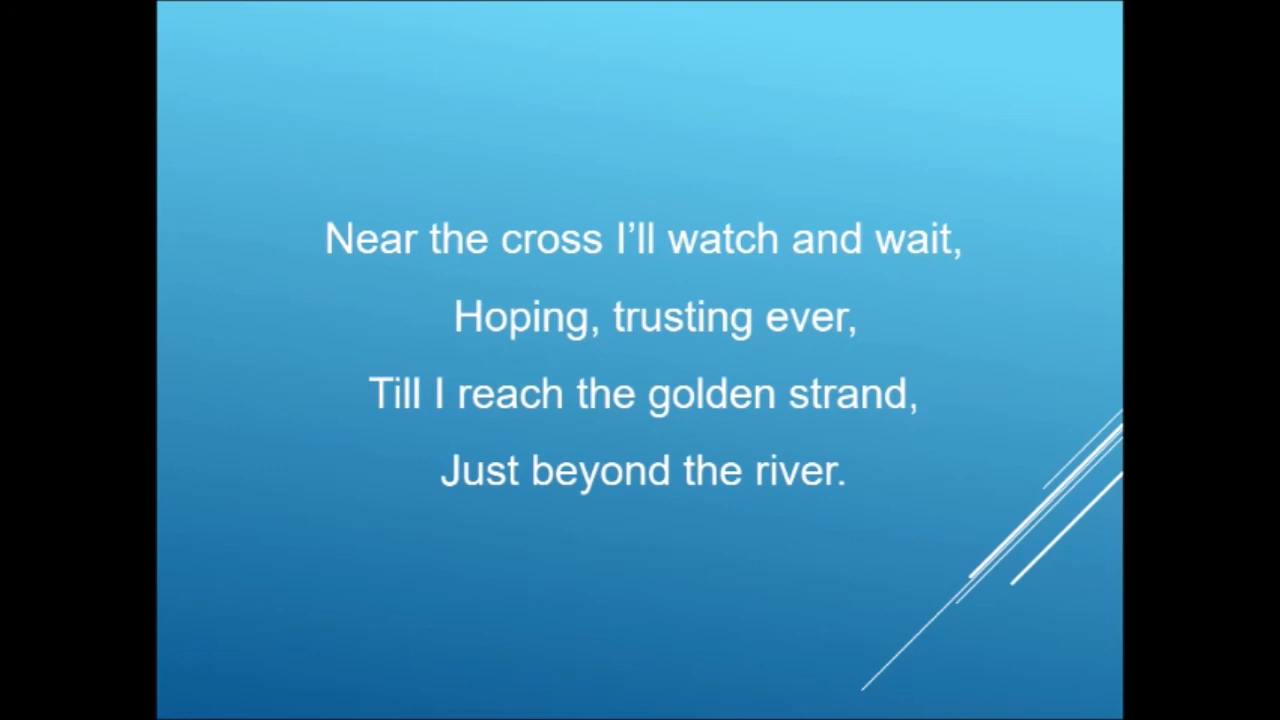 Near the cross I’ll watch and wait,
Hoping, trusting ever,
Till I reach the golden strand,
Just beyond the river.